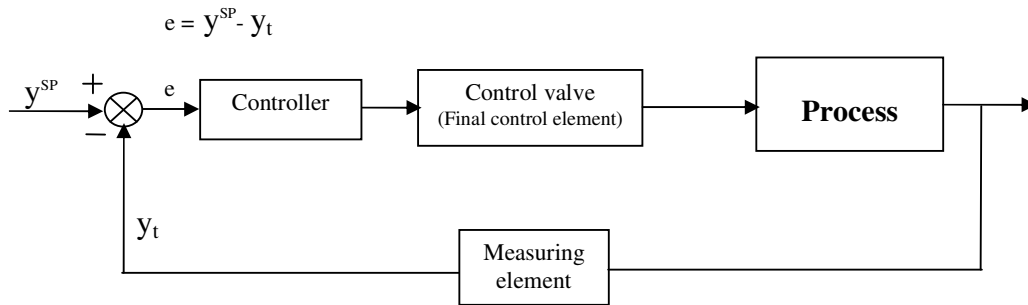 e = y^SP - y_t
y^SP
+
−
e
Controller
Control valve
(Final control element)
Process
y_t
Measuring
element